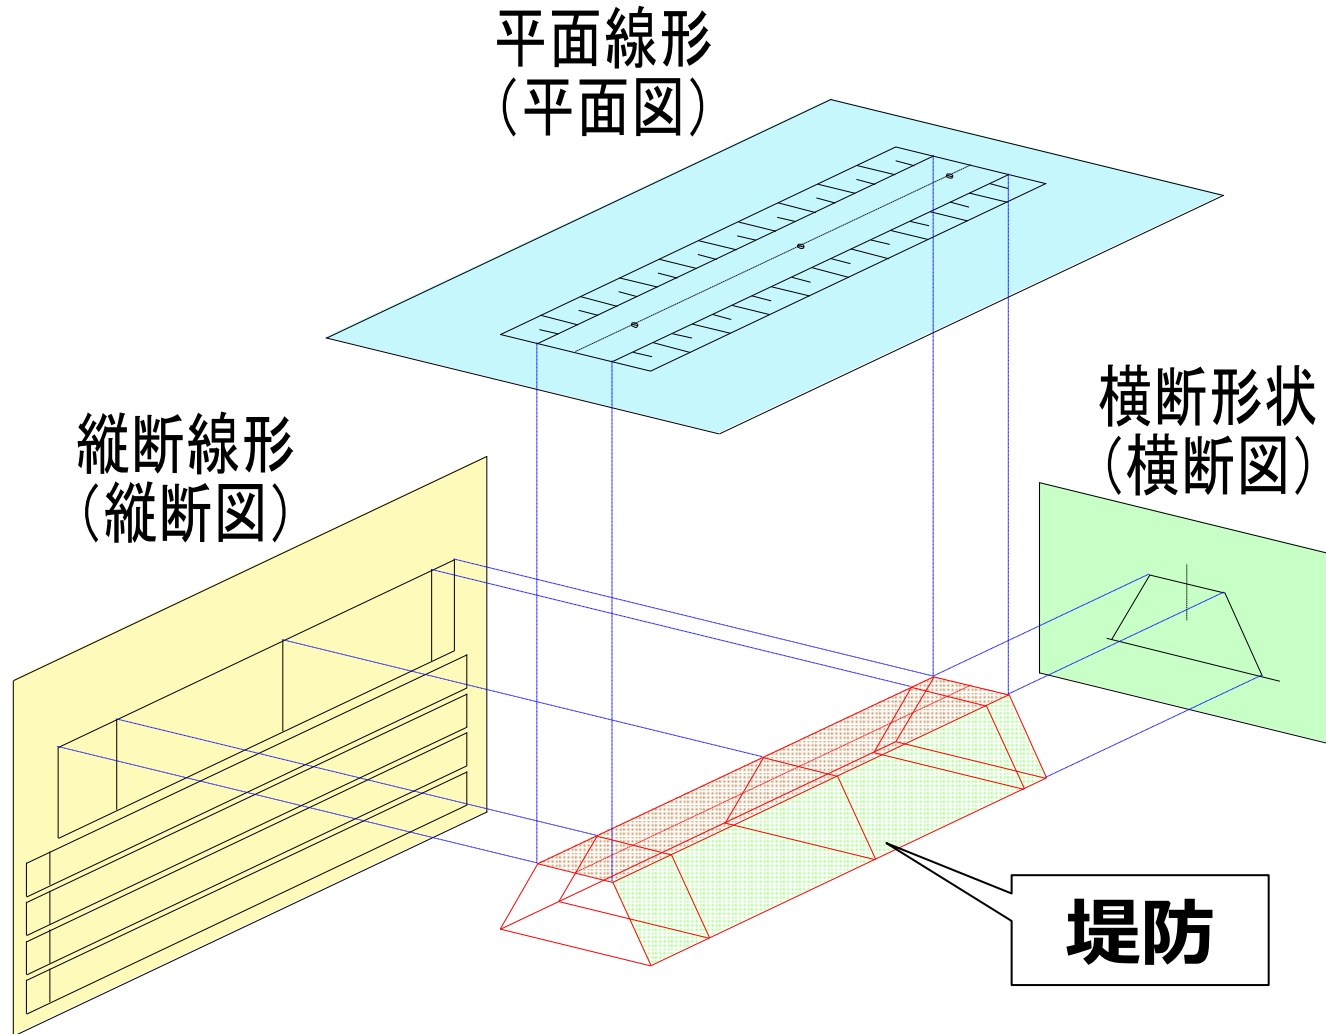 平面線形
（平面図）
縦断線形
（縦断図）
横断形状
（横断図）
堤防